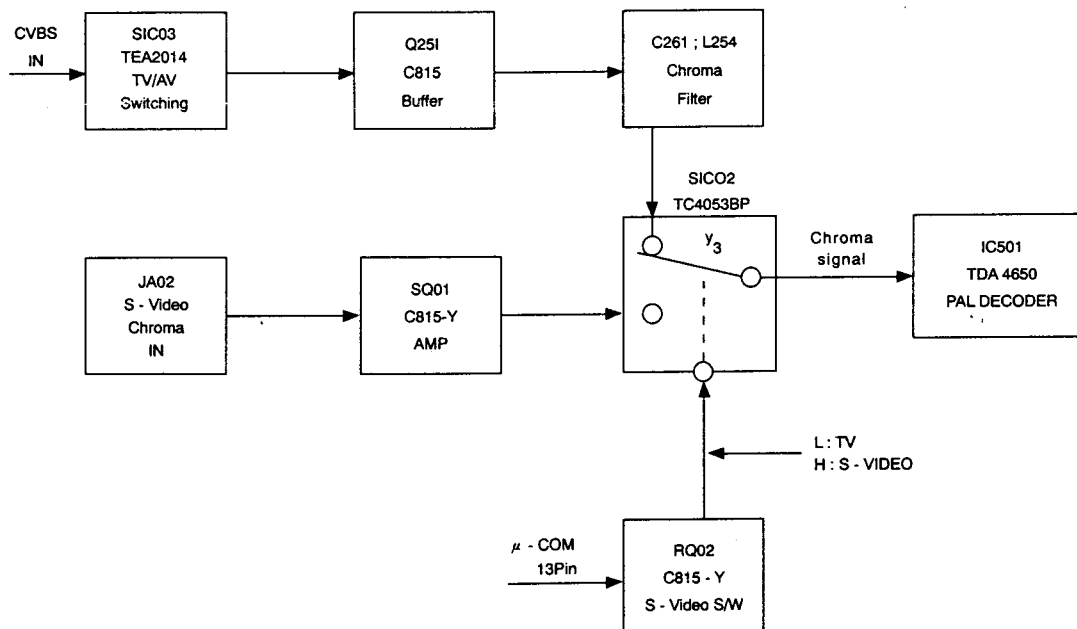 CVBS
IN
SIC03
TEA2014
TV/AV
Switching
Q25I
C815
Buffer
C261 ; L254
Chroma
Filter
SICO2
TC4053BP
y3
Chroma
signal
IC501
TDA 4650
PAL DECODER
JA02
S - Video
Chroma
IN
SQ01
C815-Y
AMP
L : TV
H : S - VIDEO
μ - COM
13Pin
RQ02
C815 - Y
S - Video S/W